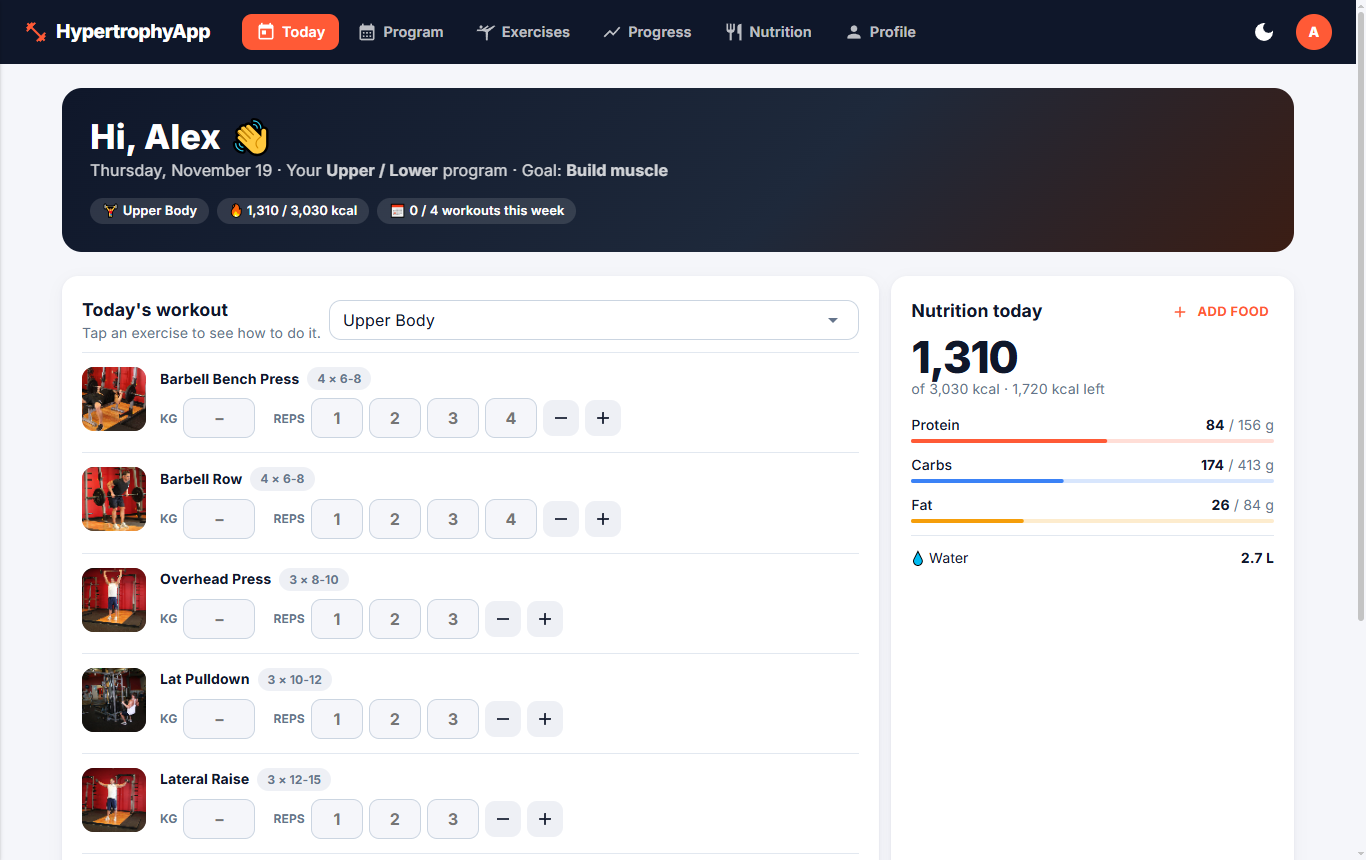 HypertrophyApp
Today
Program
Exercises
Progress
Nutrition
Profile
A
Hi, Alex 👋
Thursday, November 19 · Your Upper / Lower program · Goal: Build muscle
Upper Body
1,310 / 3,030 kcal
0 / 4 workouts this week
Today's workout
Tap an exercise to see how to do it.
Upper Body
Barbell Bench Press 4 × 6-8
KG – REPS 1 2 3 4 − +
Barbell Row 4 × 6-8
KG – REPS 1 2 3 4 − +
Overhead Press 3 × 8-10
KG – REPS 1 2 3 − +
Lat Pulldown 3 × 10-12
KG – REPS 1 2 3 − +
Lateral Raise 3 × 12-15
KG – REPS 1 2 3 − +
Nutrition today
+ ADD FOOD
1,310
of 3,030 kcal · 1,720 kcal left
Protein 84 / 156 g
Carbs 174 / 413 g
Fat 26 / 84 g
💧 Water 2.7 L